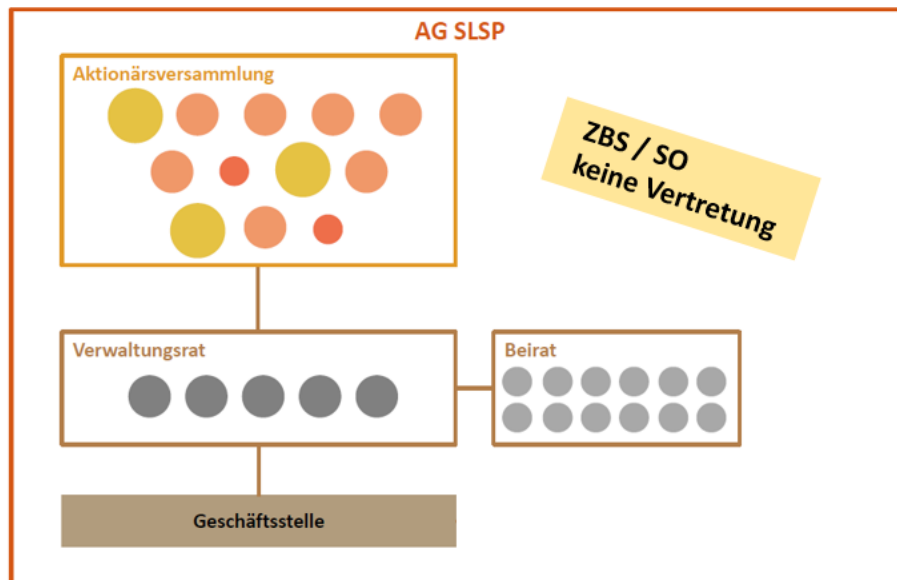 AG SLSP
Aktionärsversammlung
ZBS / SO
keine Vertretung
Verwaltungsrat
Beirat
Geschäftsstelle